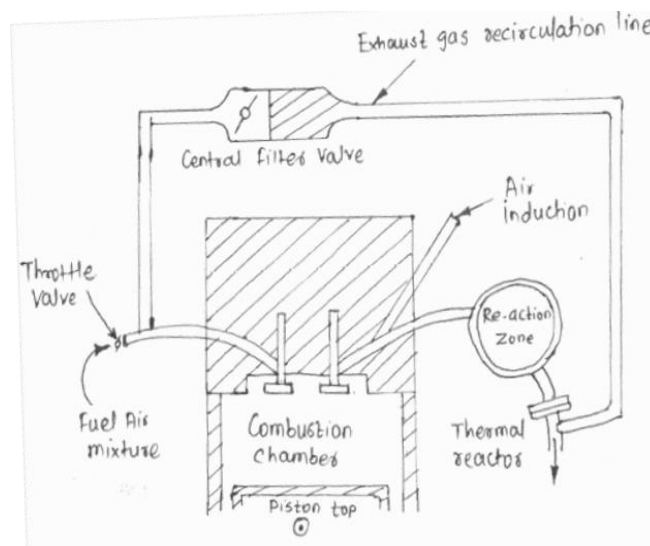 Exhaust gas recirculation line
Central Filter Valve
Air
induction
Throttle
Valve
Re-action
Zone
Fuel Air
mixture
Combustion
chamber
Thermal
reactor
Piston top